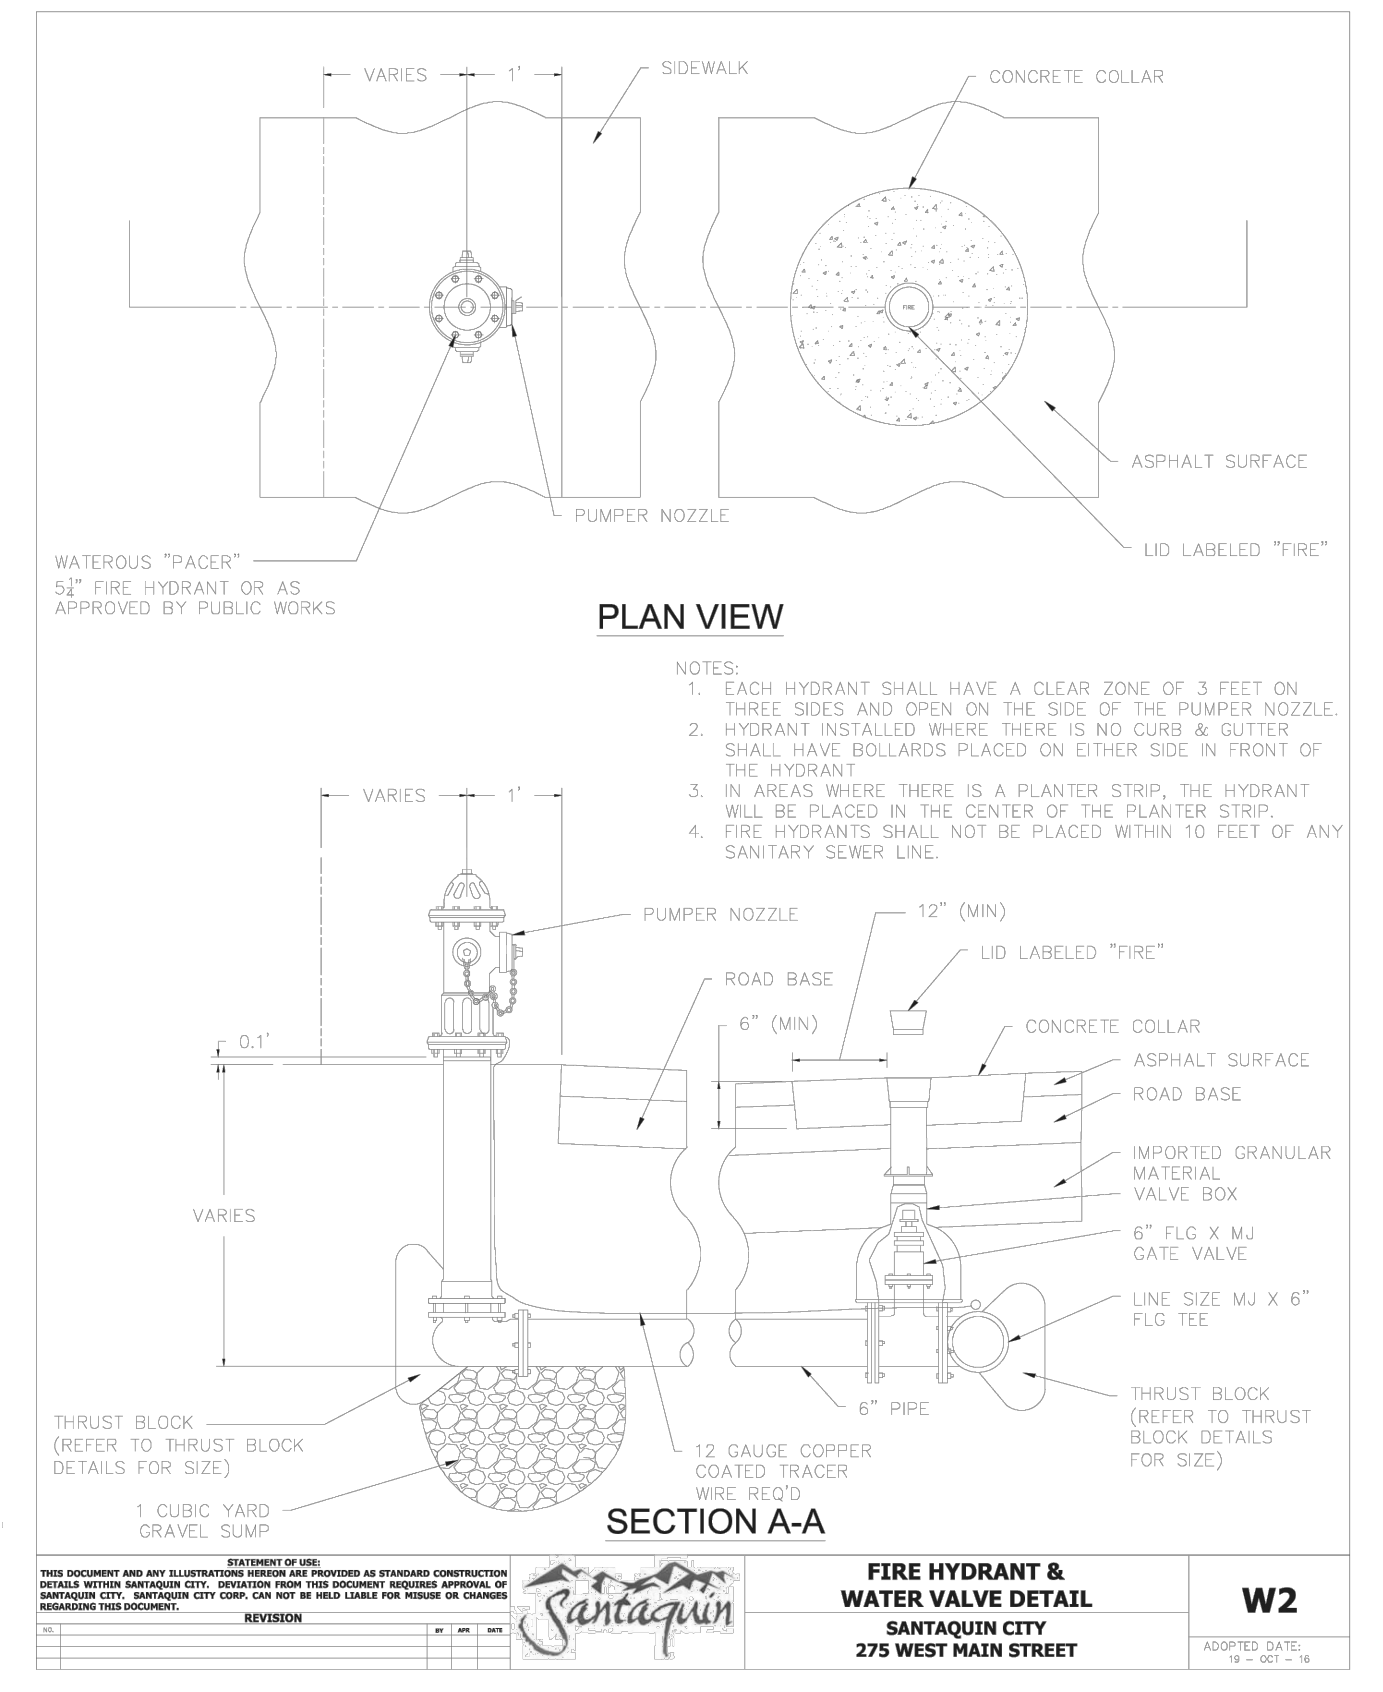 VARIES
1'
SIDEWALK
CONCRETE COLLAR
FIRE
ASPHALT SURFACE
PUMPER NOZZLE
LID LABELED "FIRE"
WATEROUS "PACER"
5 1/4" FIRE HYDRANT OR AS
APPROVED BY PUBLIC WORKS
PLAN VIEW
NOTES:
1. EACH HYDRANT SHALL HAVE A CLEAR ZONE OF 3 FEET ON
THREE SIDES AND OPEN ON THE SIDE OF THE PUMPER NOZZLE.
2. HYDRANT INSTALLED WHERE THERE IS NO CURB & GUTTER
SHALL HAVE BOLLARDS PLACED ON EITHER SIDE IN FRONT OF
THE HYDRANT
3. IN AREAS WHERE THERE IS A PLANTER STRIP, THE HYDRANT
WILL BE PLACED IN THE CENTER OF THE PLANTER STRIP.
4. FIRE HYDRANTS SHALL NOT BE PLACED WITHIN 10 FEET OF ANY
SANITARY SEWER LINE.
VARIES
1'
PUMPER NOZZLE
12" (MIN)
LID LABELED "FIRE"
ROAD BASE
6" (MIN)
CONCRETE COLLAR
0.1'
ASPHALT SURFACE
ROAD BASE
IMPORTED GRANULAR
MATERIAL
VALVE BOX
VARIES
6" FLG X MJ
GATE VALVE
LINE SIZE MJ X 6"
FLG TEE
THRUST BLOCK
(REFER TO THRUST
BLOCK DETAILS
FOR SIZE)
6" PIPE
THRUST BLOCK
(REFER TO THRUST BLOCK
DETAILS FOR SIZE)
12 GAUGE COPPER
COATED TRACER
WIRE REQ'D
1 CUBIC YARD
GRAVEL SUMP
SECTION A-A
STATEMENT OF USE:
THIS DOCUMENT AND ANY ILLUSTRATIONS HEREON ARE PROVIDED AS STANDARD CONSTRUCTION
DETAILS WITHIN SANTAQUIN CITY. DEVIATION FROM THIS DOCUMENT REQUIRES APPROVAL OF
SANTAQUIN CITY. SANTAQUIN CITY CORP. CAN NOT BE HELD LIABLE FOR MISUSE OR CHANGES
REGARDING THIS DOCUMENT.
REVISION
NO. BY APR DATE
Santaquin
FIRE HYDRANT &
WATER VALVE DETAIL
SANTAQUIN CITY
275 WEST MAIN STREET
W2
ADOPTED DATE:
19 - OCT - 16